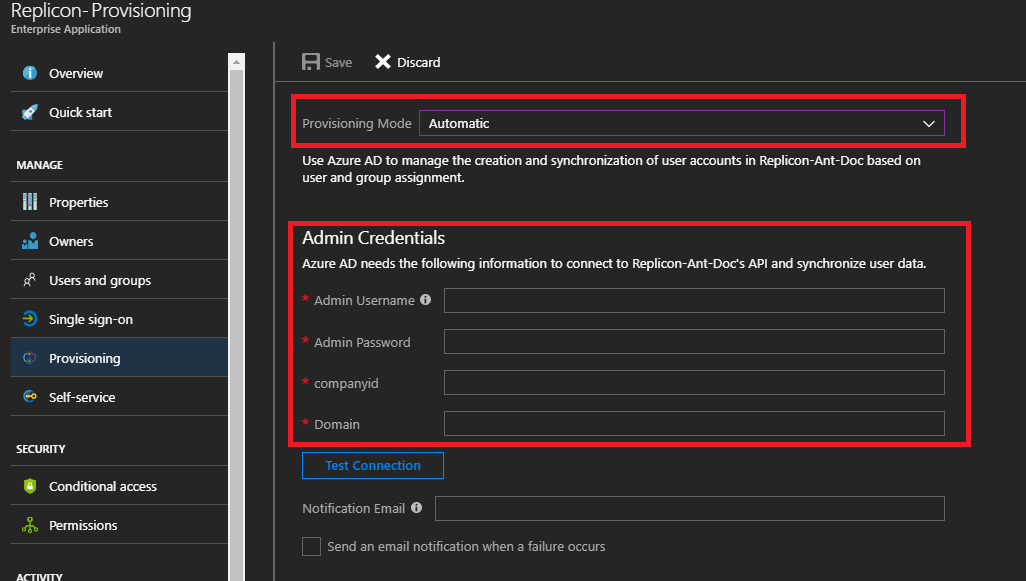 Replicon-Provisioning
Enterprise Application
Overview
Quick start
MANAGE
Properties
Owners
Users and groups
Single sign-on
Provisioning
Self-service
SECURITY
Conditional access
Permissions
ACTIVITY
Save Discard
Provisioning Mode Automatic
Use Azure AD to manage the creation and synchronization of user accounts in Replicon-Ant-Doc based on
user and group assignment.
Admin Credentials
Azure AD needs the following information to connect to Replicon-Ant-Doc's API and synchronize user data.
* Admin Username
* Admin Password
* companyid
* Domain
Test Connection
Notification Email
Send an email notification when a failure occurs